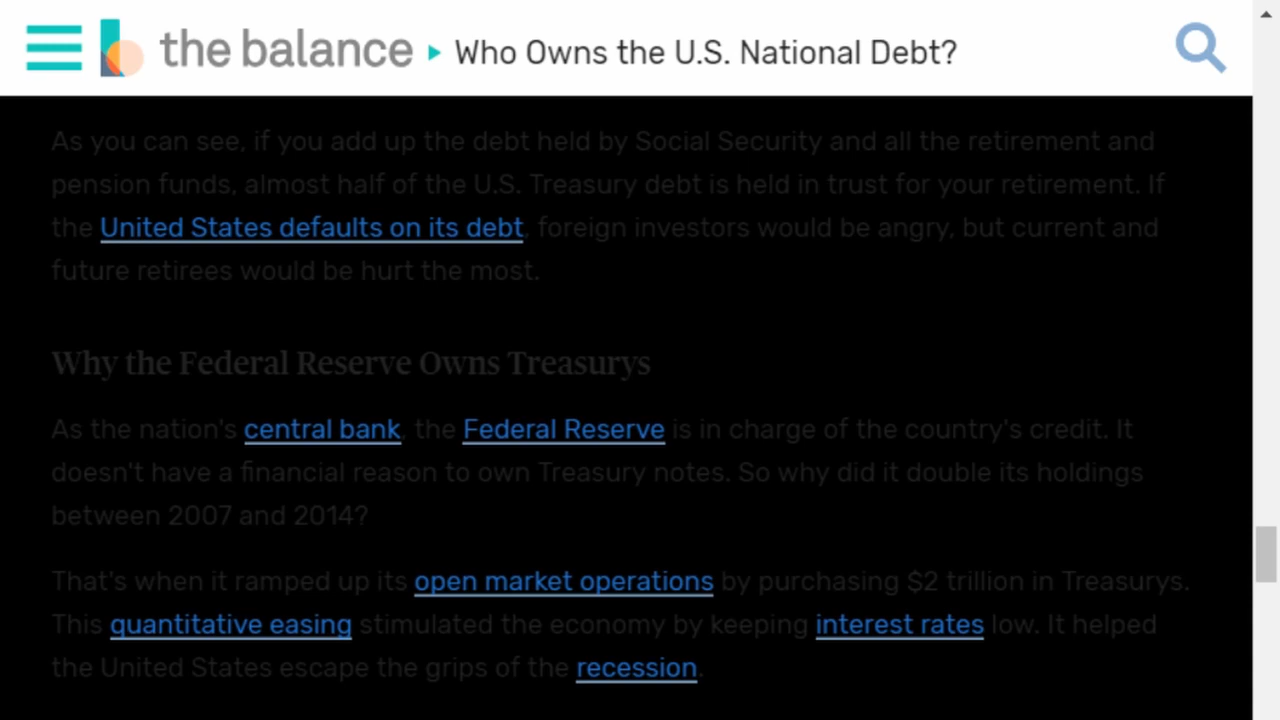 the balance ▸ Who Owns the U.S. National Debt?
As you can see, if you add up the debt held by Social Security and all the retirement and
pension funds, almost half of the U.S. Treasury debt is held in trust for your retirement. If
the United States defaults on its debt, foreign investors would be angry, but current and
future retirees would be hurt the most.
Why the Federal Reserve Owns Treasurys
As the nation's central bank, the Federal Reserve is in charge of the country's credit. It
doesn't have a financial reason to own Treasury notes. So why did it double its holdings
between 2007 and 2014?
That's when it ramped up its open market operations by purchasing $2 trillion in Treasurys.
This quantitative easing stimulated the economy by keeping interest rates low. It helped
the United States escape the grips of the recession.